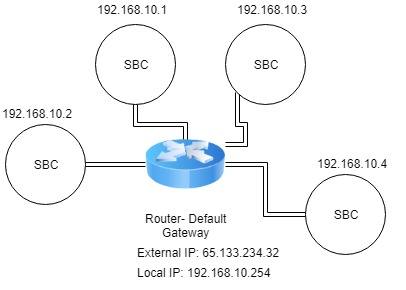 192.168.10.1
192.168.10.3
SBC
SBC
192.168.10.2
SBC
192.168.10.4
SBC
Router- Default
Gateway
External IP: 65.133.234.32
Local IP: 192.168.10.254